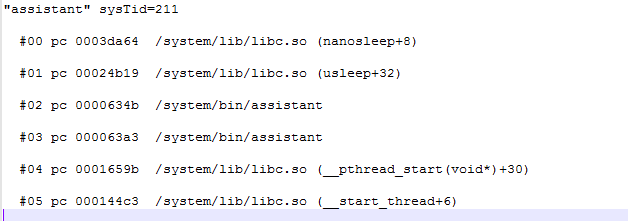 "assistant" sysTid=211
#00 pc 0003da64  /system/lib/libc.so (nanosleep+8)
#01 pc 00024b19  /system/lib/libc.so (usleep+32)
#02 pc 0000634b  /system/bin/assistant
#03 pc 000063a3  /system/bin/assistant
#04 pc 0001659b  /system/lib/libc.so (__pthread_start(void*)+30)
#05 pc 000144c3  /system/lib/libc.so (__start_thread+6)